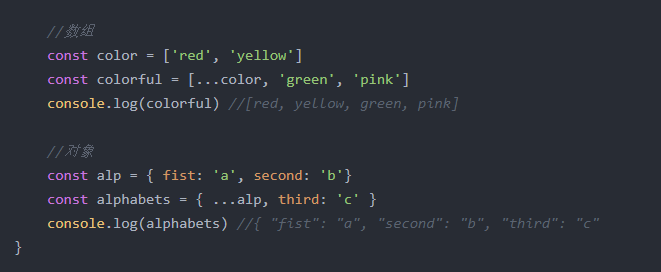 //数组
const color = ['red', 'yellow']
const colorful = [...color, 'green', 'pink']
console.log(colorful) //[red, yellow, green, pink]
//对象
const alp = { fist: 'a', second: 'b'}
const alphabets = { ...alp, third: 'c' }
console.log(alphabets) //{ "fist": "a", "second": "b", "third": "c"
}